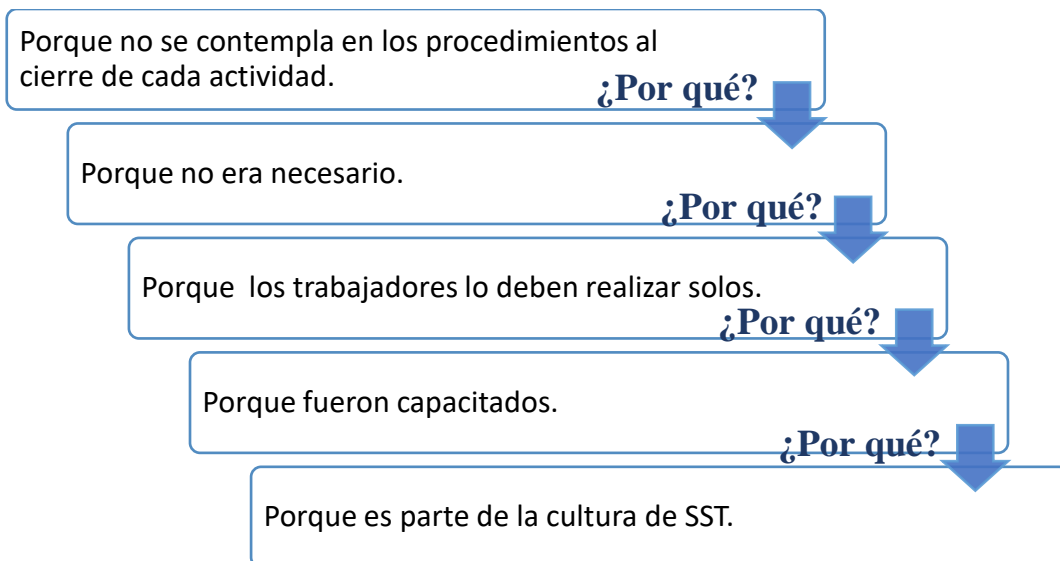 Porque no se contempla en los procedimientos al
cierre de cada actividad.
¿Por qué?
Porque no era necesario.
¿Por qué?
Porque  los trabajadores lo deben realizar solos.
¿Por qué?
Porque fueron capacitados.
¿Por qué?
Porque es parte de la cultura de SST.